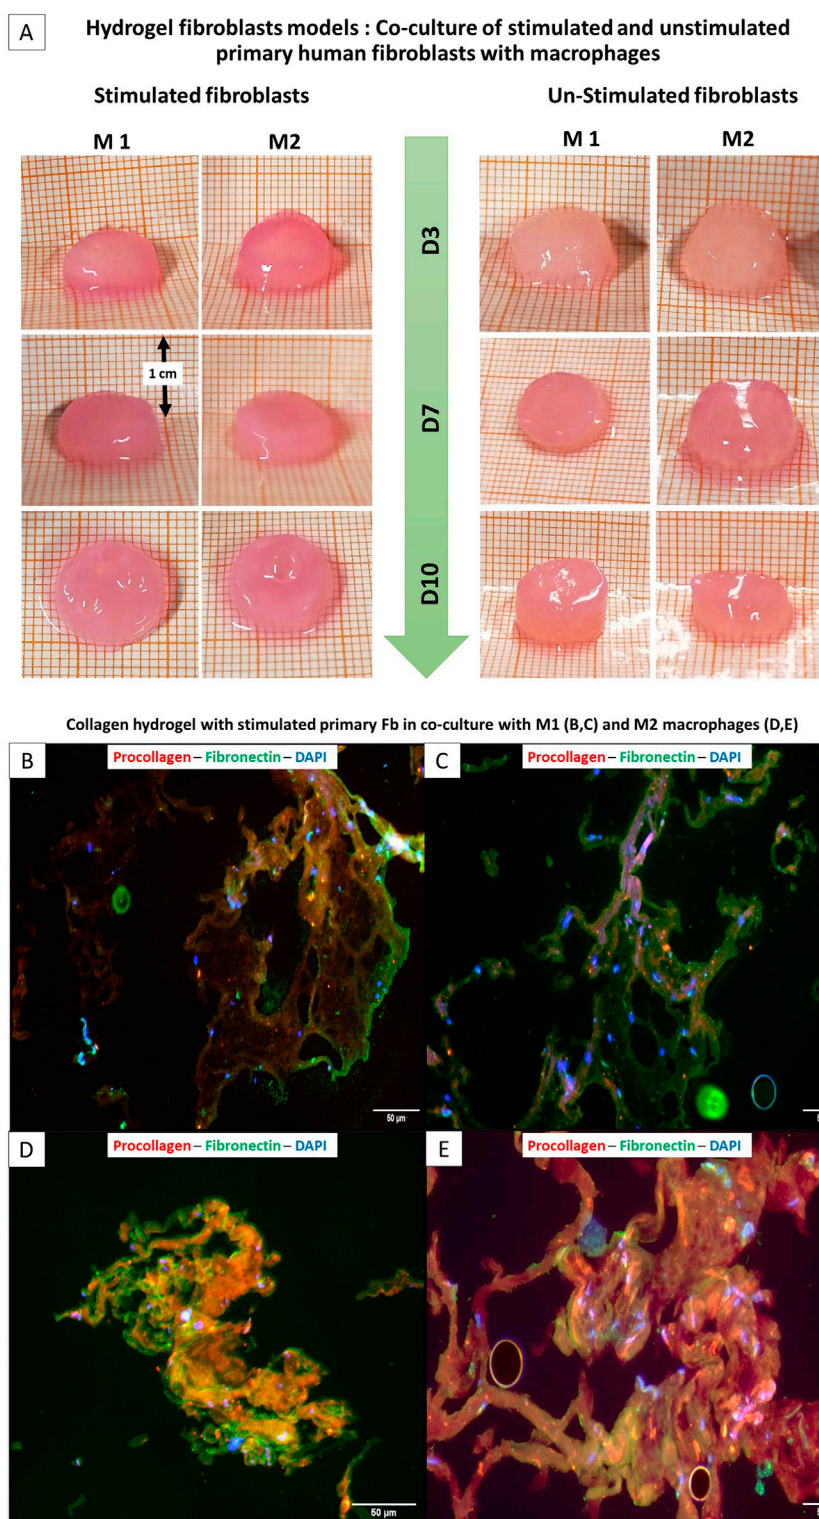 A
Hydrogel fibroblasts models : Co-culture of stimulated and unstimulated
primary human fibroblasts with macrophages
Stimulated fibroblasts
Un-Stimulated fibroblasts
M 1
M2
M 1
M2
D3
1 cm
D7
D10
Collagen hydrogel with stimulated primary Fb in co-culture with M1 (B,C) and M2 macrophages (D,E)
B
Procollagen – Fibronectin – DAPI
50 µm
C
Procollagen – Fibronectin – DAPI
D
Procollagen – Fibronectin – DAPI
50 µm
E
Procollagen – Fibronectin – DAPI